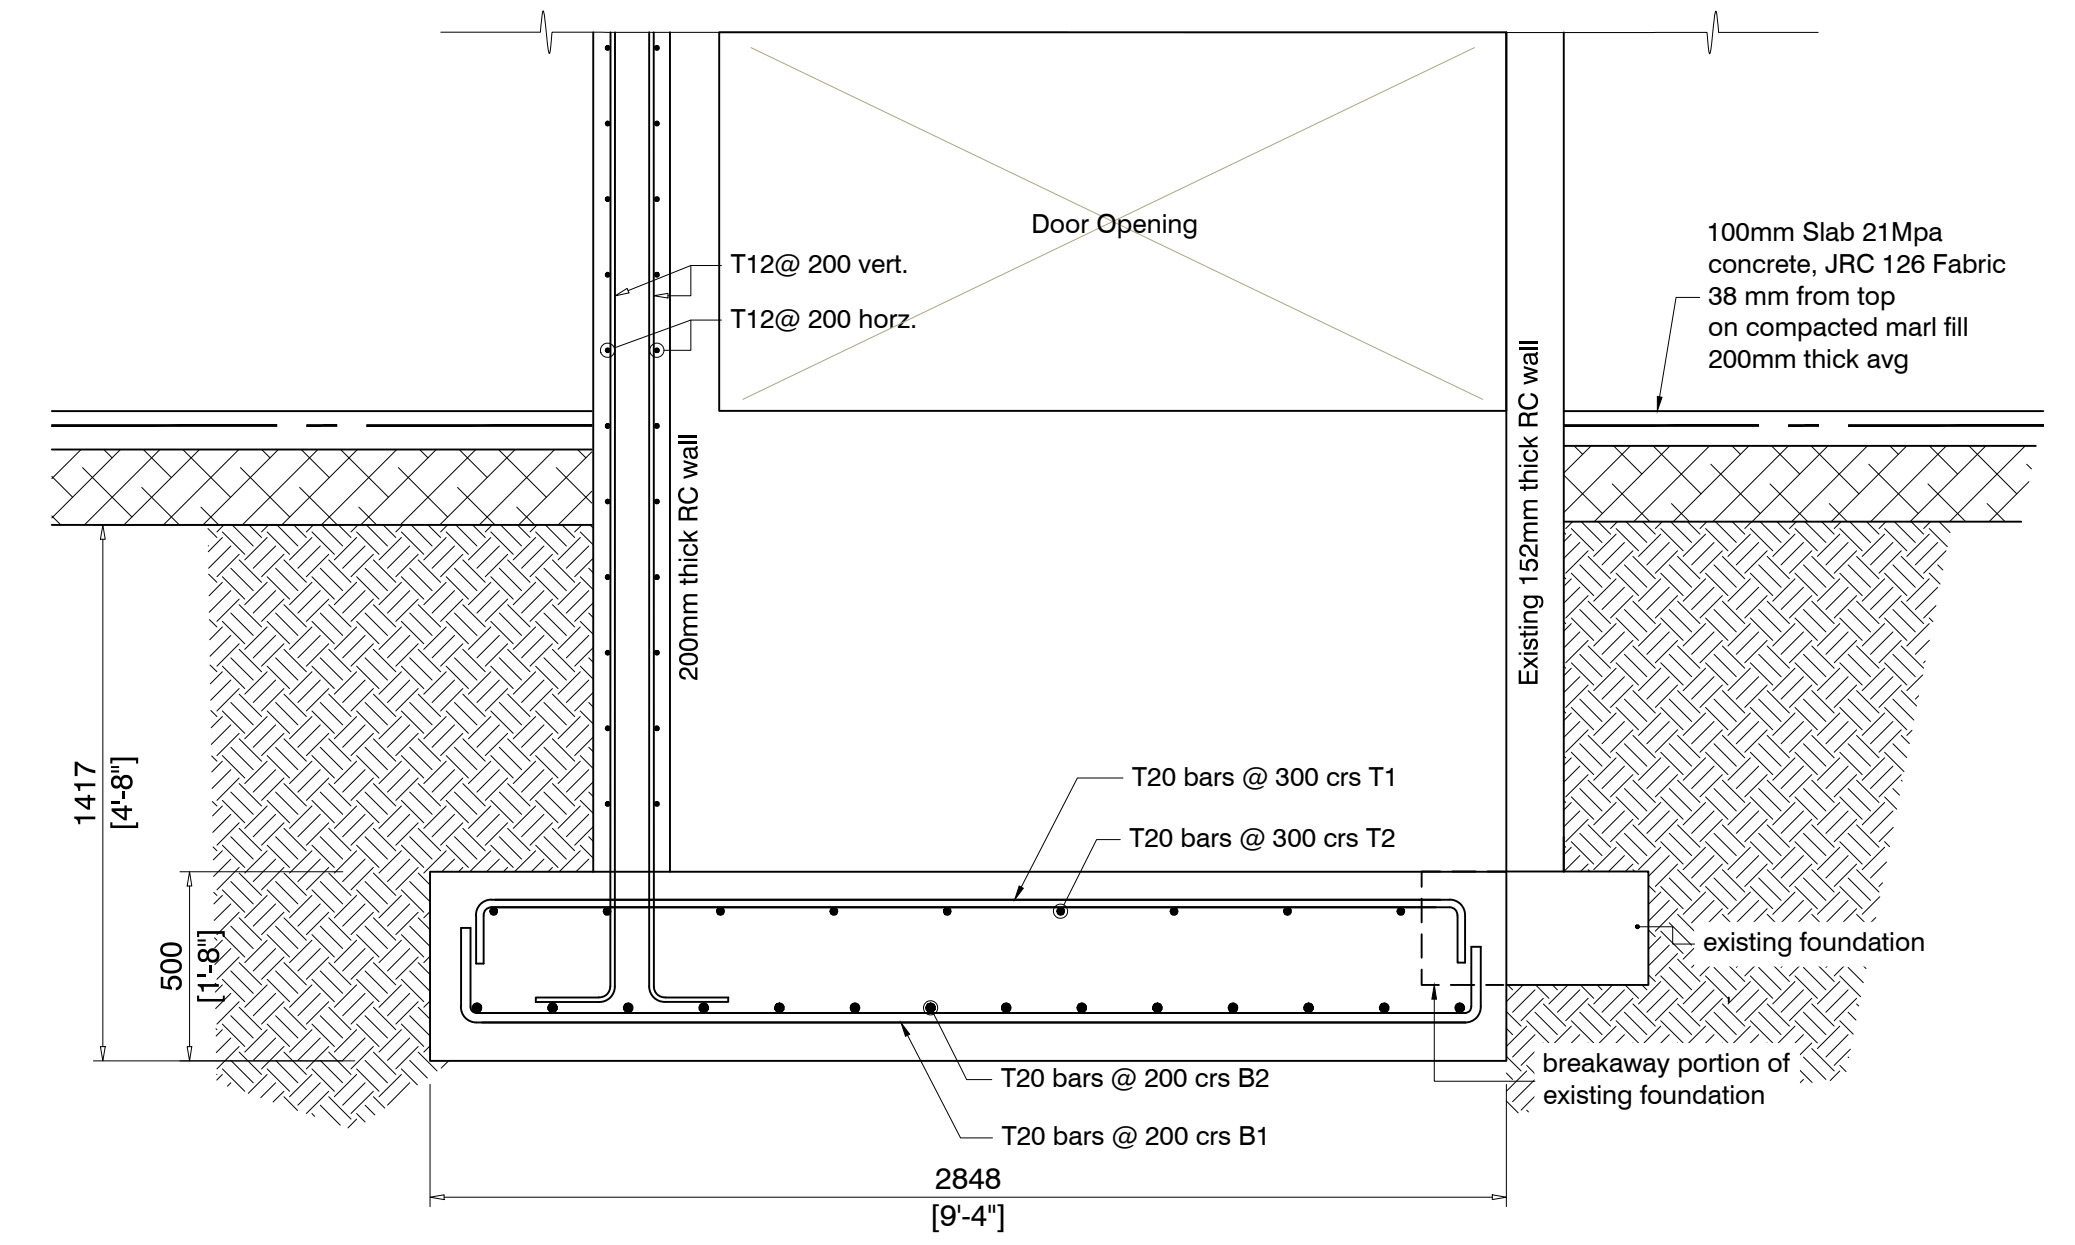 Door Opening
100mm Slab 21Mpa
concrete, JRC 126 Fabric
38 mm from top
on compacted marl fill
200mm thick avg
T12@ 200 vert.
T12@ 200 horz.
200mm thick RC wall
Existing 152mm thick RC wall
T20 bars @ 300 crs T1
T20 bars @ 300 crs T2
1417
[4'-8"]
500
[1'-8"]
existing foundation
breakaway portion of
existing foundation
T20 bars @ 200 crs B2
T20 bars @ 200 crs B1
2848
[9'-4"]